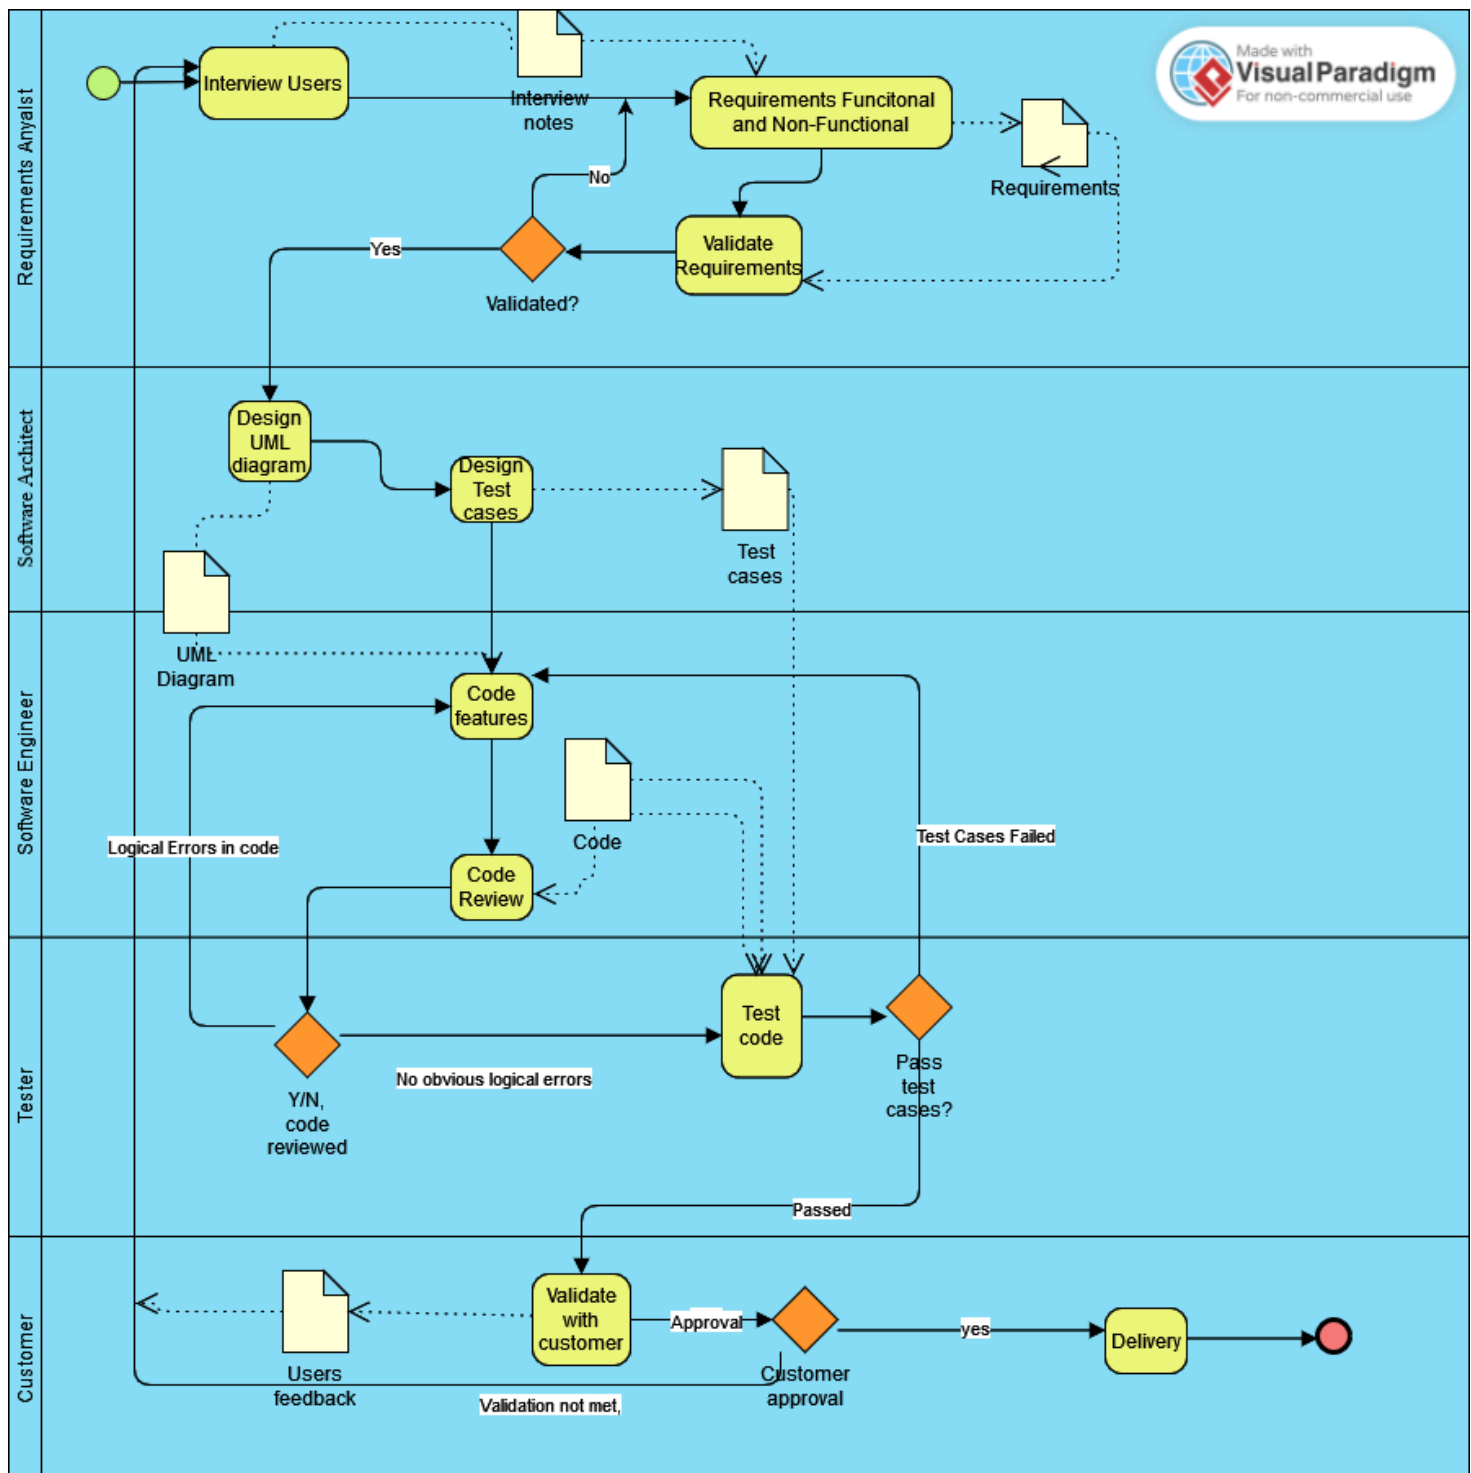 Made with
Visual Paradigm
For non-commercial use
Requirements Anyalst
Interview Users
Interview
notes
Requirements Funcitonal
and Non-Functional
Requirements
No
Yes
Validated?
Validate
Requirements
Software Architect
Design
UML
diagram
Design
Test
cases
Test
cases
UML
Diagram
Software Engineer
Code
features
Code
Logical Errors in code
Test Cases Failed
Code
Review
Tester
Test
code
Pass
test
cases?
No obvious logical errors
Y/N,
code
reviewed
Passed
Customer
Validate
with
customer
Approval
yes
Delivery
Users
feedback
Customer
approval
Validation not met,